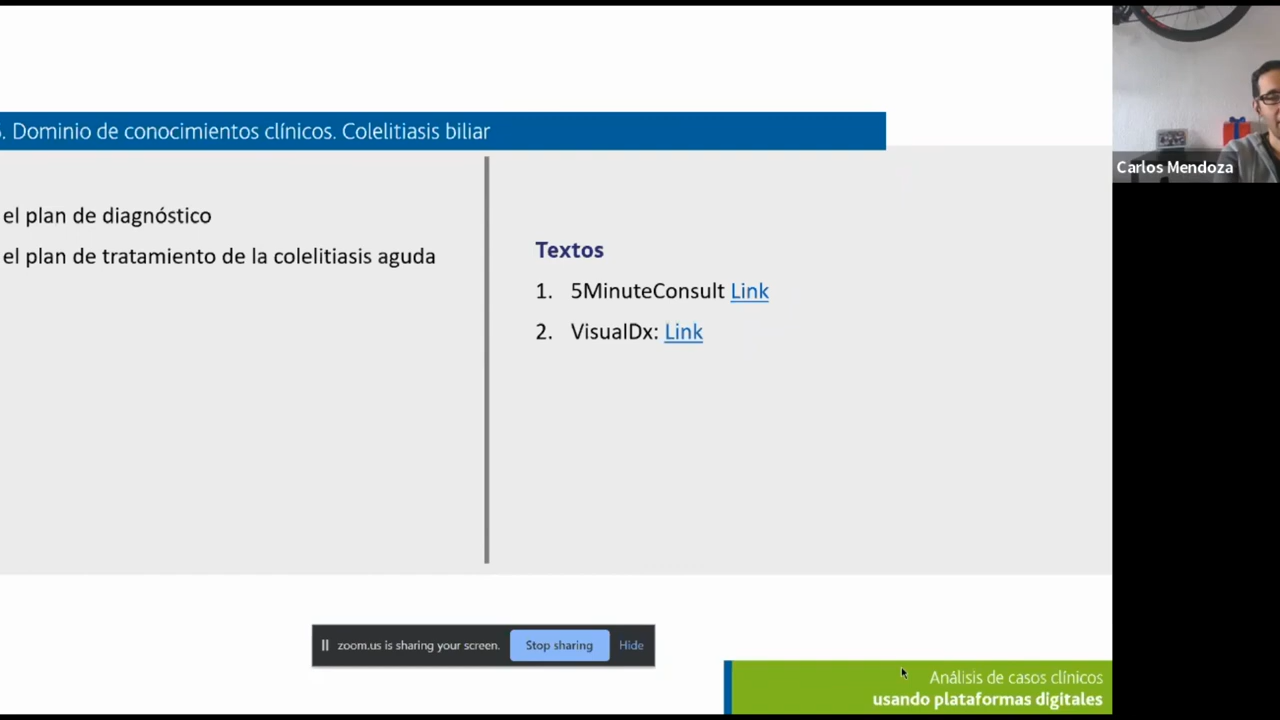 . Dominio de conocimientos clínicos. Colelitiasis biliar
el plan de diagnóstico
el plan de tratamiento de la colelitiasis aguda
Textos
1. 5MinuteConsult Link
2. VisualDx: Link
Carlos Mendoza
zoom.us is sharing your screen. Stop sharing Hide
Análisis de casos clínicos
usando plataformas digitales